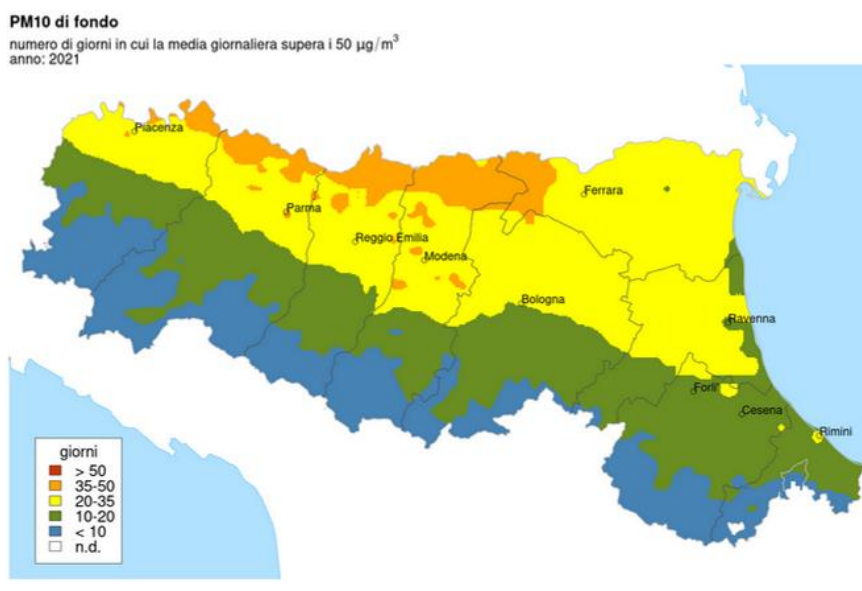 PM10 di fondo
numero di giorni in cui la media giornaliera supera i 50 µg/m³
anno: 2021
Piacenza
Ferrara
Parma
Reggio Emilia
Modena
Bologna
Ravenna
Forli'
Cesena
Rimini
giorni
> 50
35-50
20-35
10-20
< 10
n.d.